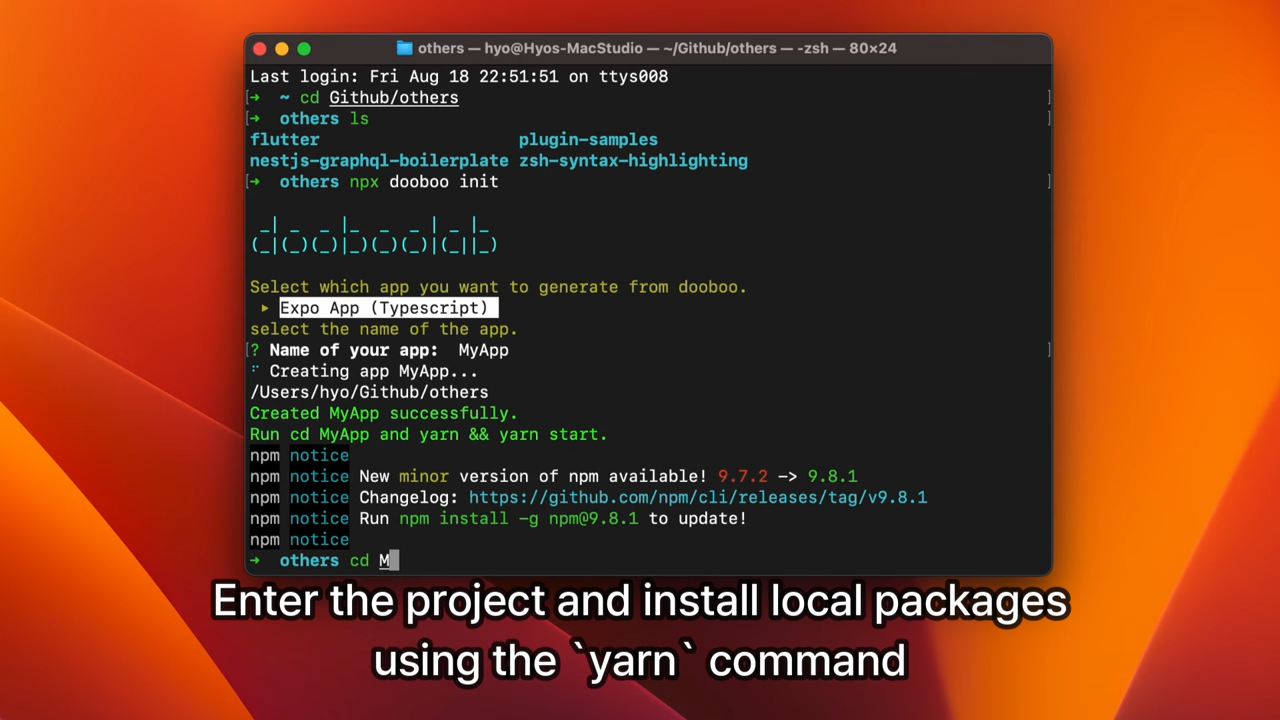 others — hyo@Hyos-MacStudio — ~/Github/others — -zsh — 80×24
Last login: Fri Aug 18 22:51:51 on ttys008
[➜  ~ cd Github/others ]
[➜  others ls ]
flutter                    plugin-samples
nestjs-graphql-boilerplate zsh-syntax-highlighting
[➜  others npx dooboo init ]
 _| _  _ |_  _  _ | _ |_
(_|(_)(_)|_)(_)(_)|(_||_)
Select which app you want to generate from dooboo.
 ▸ Expo App (Typescript)
select the name of the app.
[? Name of your app:  MyApp ]
⠋ Creating app MyApp...
/Users/hyo/Github/others
Created MyApp successfully.
Run cd MyApp and yarn && yarn start.
npm notice
npm notice New minor version of npm available! 9.7.2 -> 9.8.1
npm notice Changelog: https://github.com/npm/cli/releases/tag/v9.8.1
npm notice Run npm install -g npm@9.8.1 to update!
npm notice
➜  others cd M
Enter the project and install local packages
using the `yarn` command